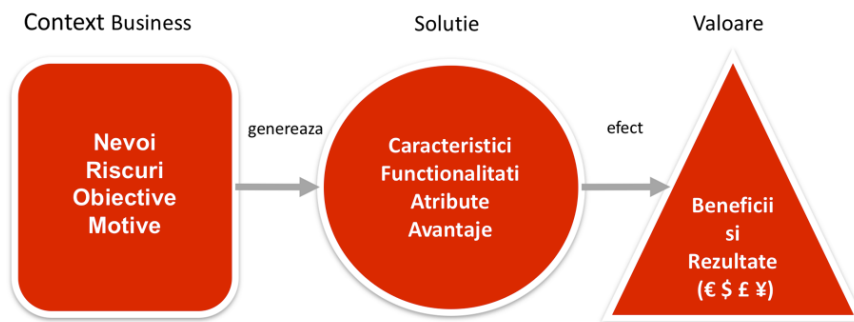 Context Business
Nevoi
Riscuri
Obiective
Motive
genereaza
Solutie
Caracteristici
Functionalitati
Atribute
Avantaje
efect
Valoare
Beneficii
si
Rezultate
(€ $ £ ¥)